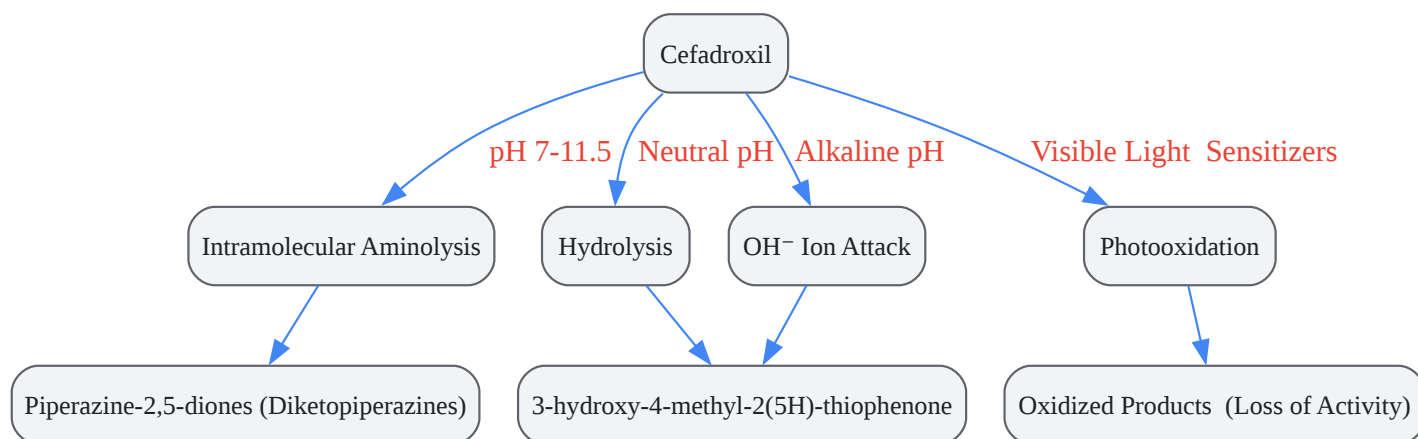 Cefadroxil
pH 7-11.5
Neutral pH
Alkaline pH
Visible Light  Sensitizers
Intramolecular Aminolysis
Hydrolysis
OH⁻ Ion Attack
Photooxidation
Piperazine-2,5-diones (Diketopiperazines)
3-hydroxy-4-methyl-2(5H)-thiophenone
Oxidized Products  (Loss of Activity)